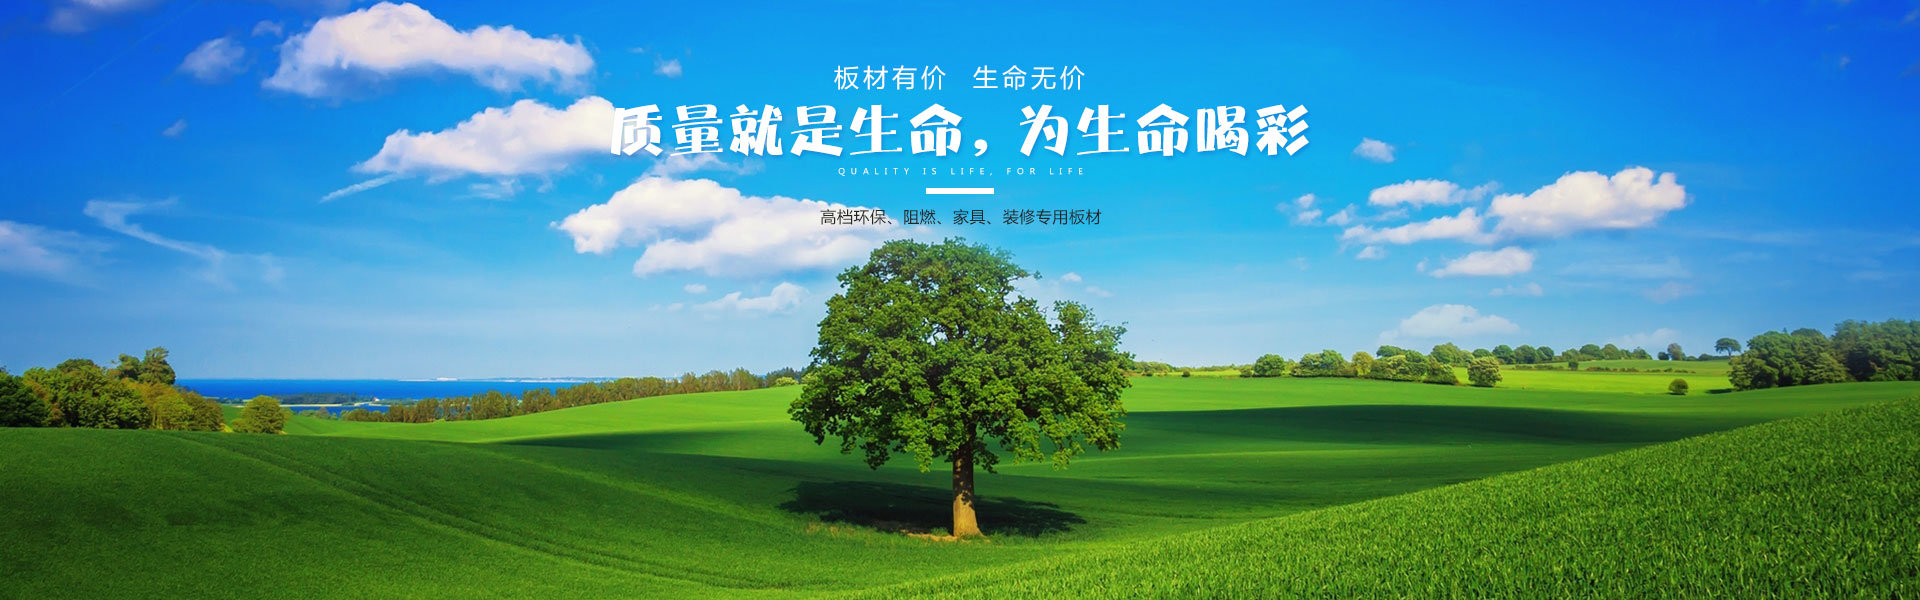 板材有价 生命无价
质量就是生命，为生命喝彩
QUALITY IS LIFE, FOR LIFE
高档环保、阻燃、家具、装修专用板材